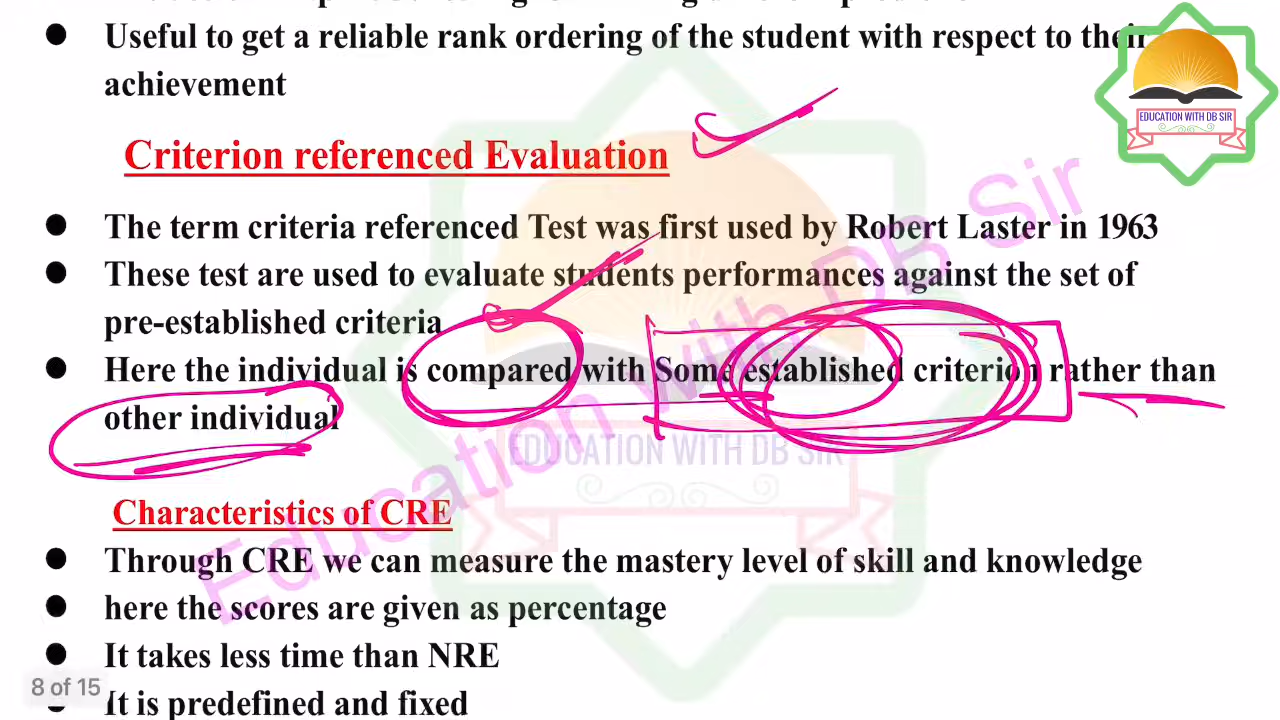 Useful to get a reliable rank ordering of the student with respect to their
achievement
EDUCATION WITH DB SIR
Criterion referenced Evaluation
The term criteria referenced Test was first used by Robert Laster in 1963
These test are used to evaluate students performances against the set of
pre-established criteria
Here the individual is compared with Some established criterion rather than
other individual
EDUCATION WITH DB SIR
Education with DB Sir
Characteristics of CRE
Through CRE we can measure the mastery level of skill and knowledge
here the scores are given as percentage
It takes less time than NRE
8 of 15
It is predefined and fixed